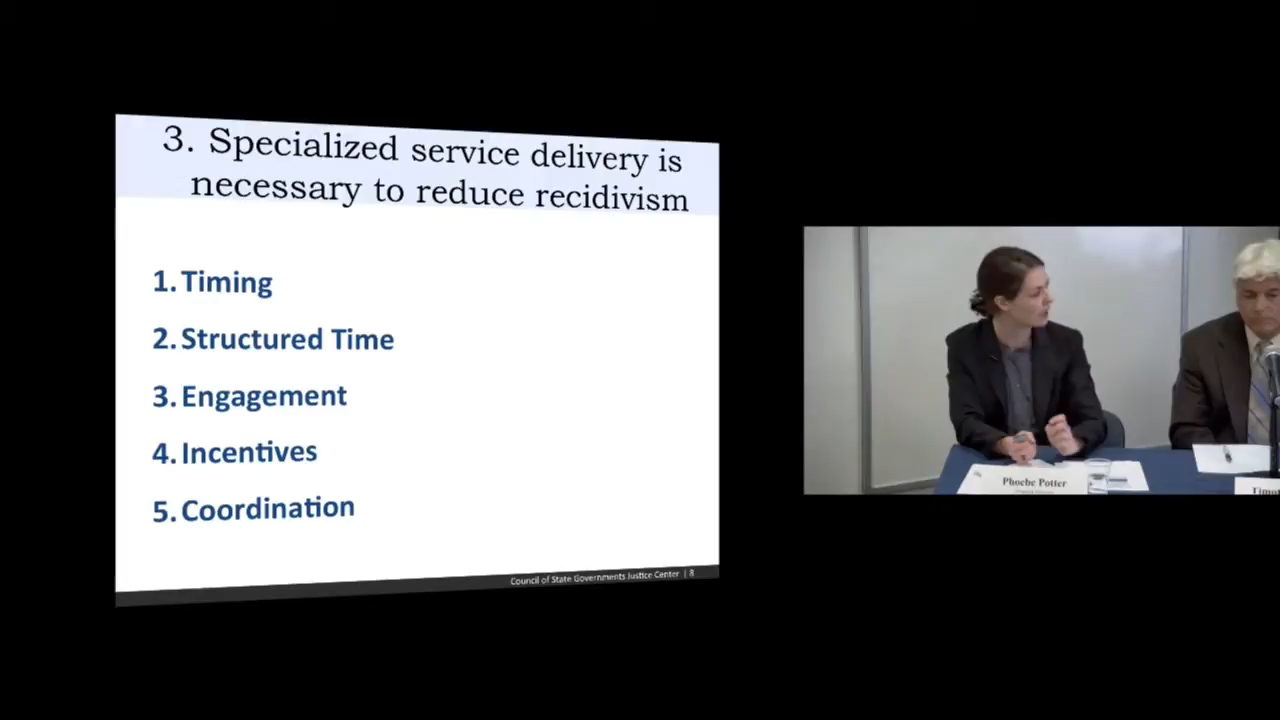 3. Specialized service delivery is
necessary to reduce recidivism
1. Timing
2. Structured Time
3. Engagement
4. Incentives
5. Coordination
Council of State Governments Justice Center | 8
Phoebe Potter